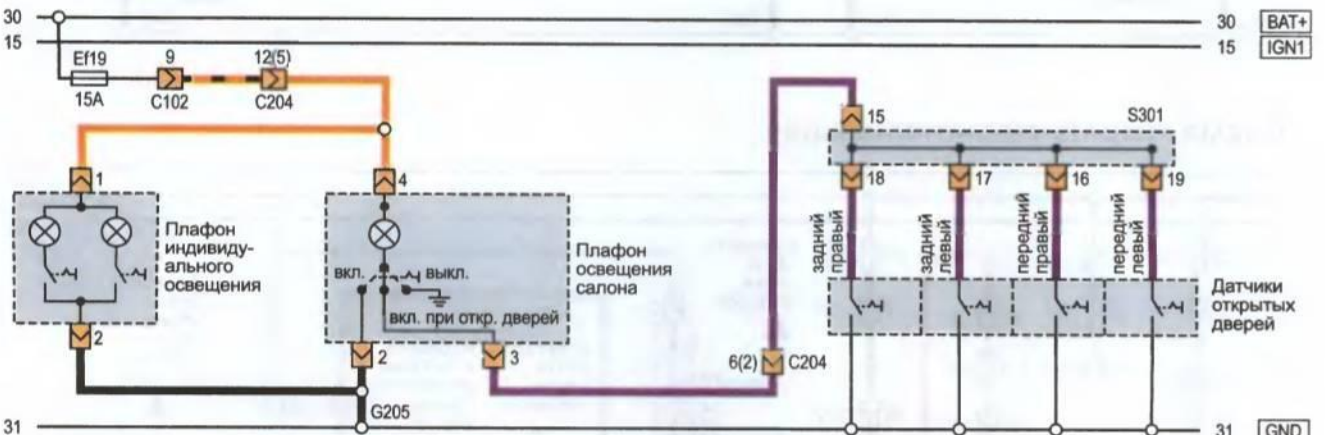 30
30 BAT+
15
15 IGN1
Ef19
15A
9
C102
12(5)
C204
15
S301
1
4
18
17
16
19
Плафон
индивиду-
ального
освещения
вкл.
выкл.
вкл. при откр. дверей
Плафон
освещения
салона
задний
правый
задний
левый
передний
правый
передний
левый
Датчики
открытых
дверей
2
2
3
6(2) C204
G205
31
31 GND